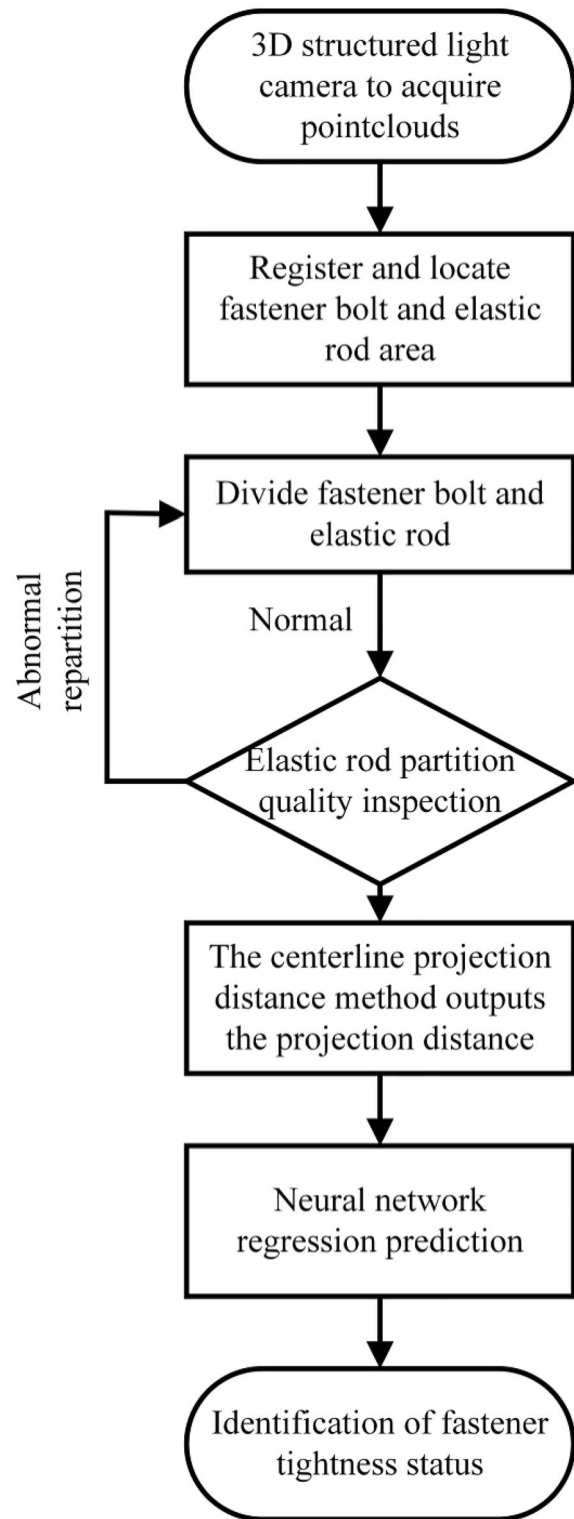 3D structured light
camera to acquire
pointclouds
Register and locate
fastener bolt and elastic
rod area
Divide fastener bolt and
elastic rod
Normal
Abnormal
repartition
Elastic rod partition
quality inspection
The centerline projection
distance method outputs
the projection distance
Neural network
regression prediction
Identification of fastener
tightness status